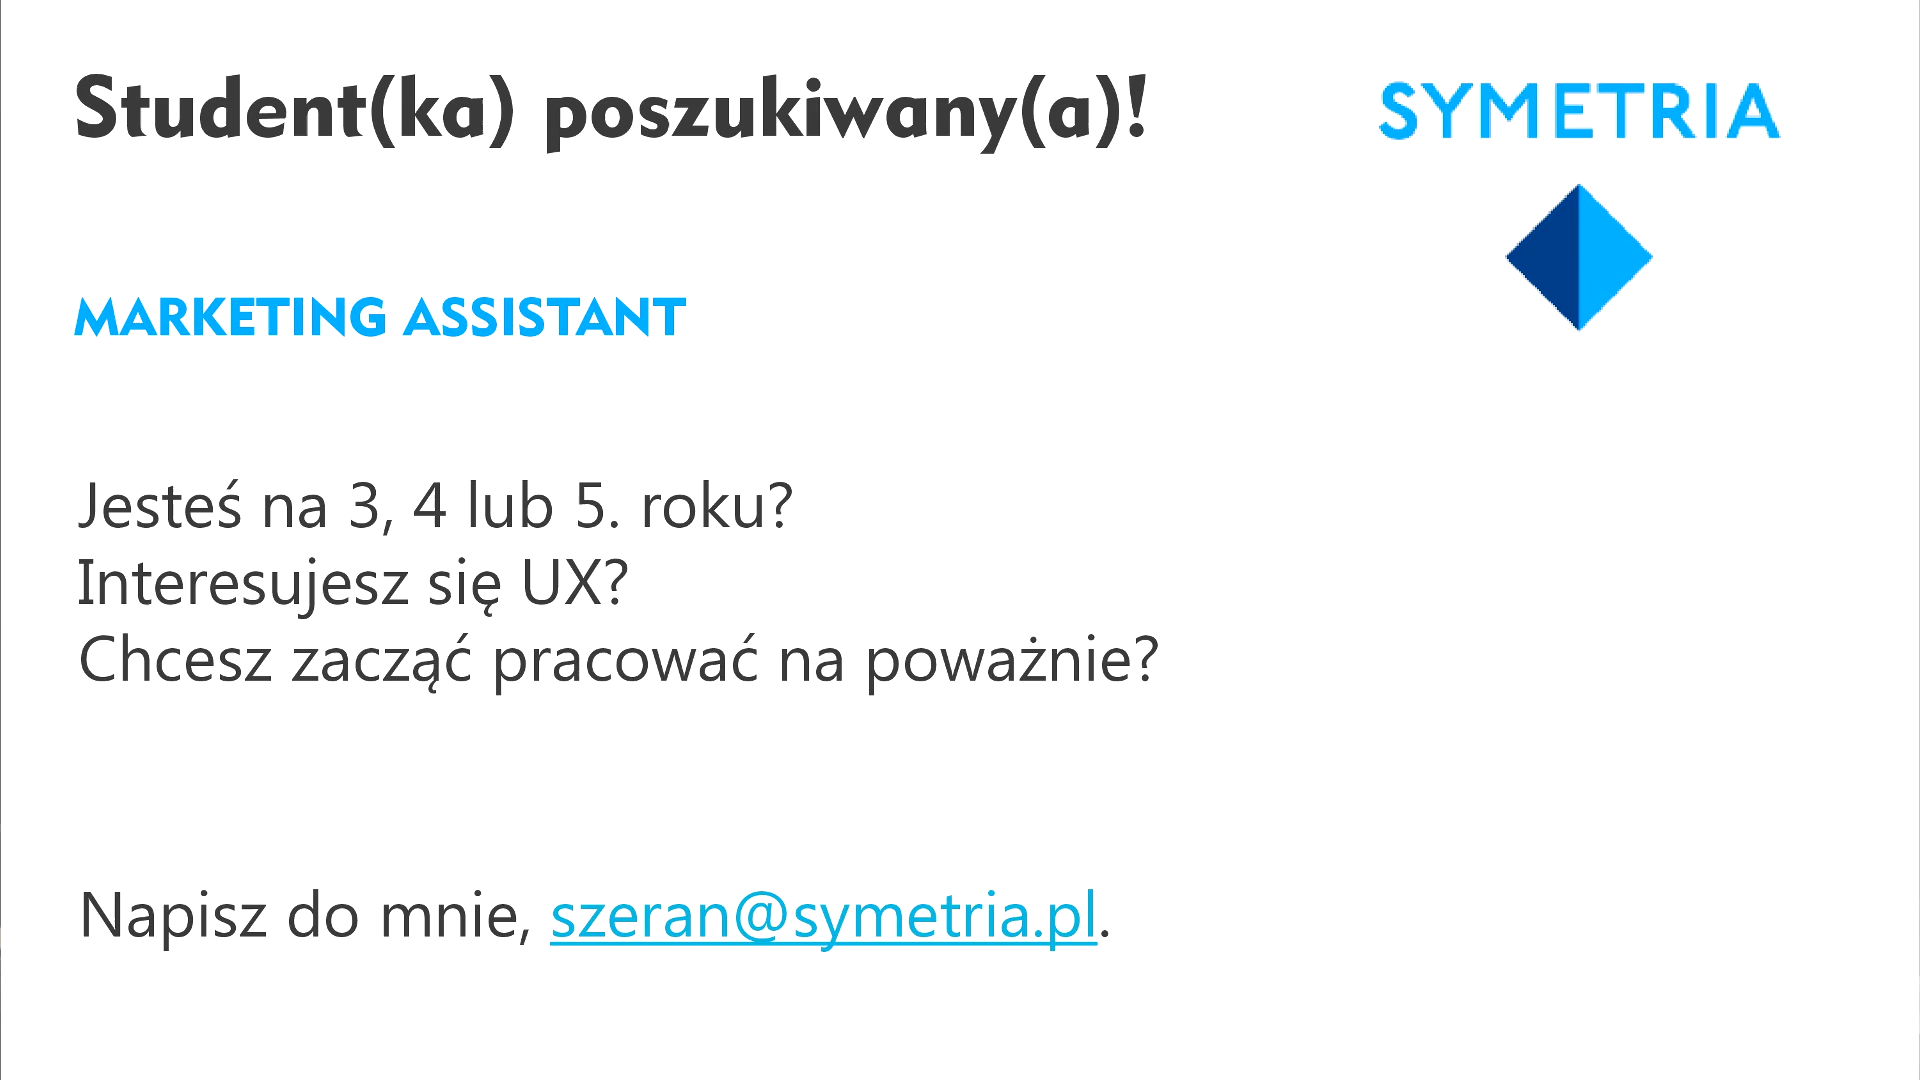 Student(ka) poszukiwany(a)!
SYMETRIA
MARKETING ASSISTANT
Jesteś na 3, 4 lub 5. roku?
Interesujesz się UX?
Chcesz zacząć pracować na poważnie?
Napisz do mnie, szeran@symetria.pl.